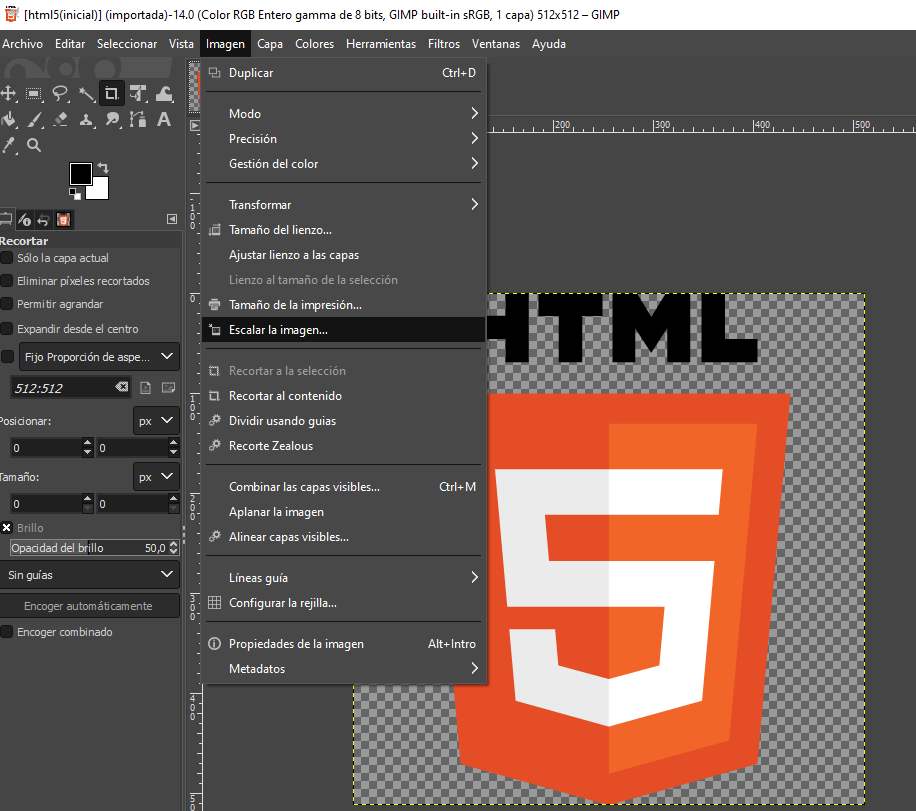 [html5(inicial)] (importada)-14.0 (Color RGB Entero gamma de 8 bits, GIMP built-in sRGB, 1 capa) 512x512 – GIMP
Archivo Editar Seleccionar Vista Imagen Capa Colores Herramientas Filtros Ventanas Ayuda
Duplicar Ctrl+D
Modo
Precisión
Gestión del color
Transformar
Tamaño del lienzo...
Ajustar lienzo a las capas
Lienzo al tamaño de la selección
Tamaño de la impresión...
Escalar la imagen...
Recortar a la selección
Recortar al contenido
Dividir usando guias
Recorte Zealous
Combinar las capas visibles... Ctrl+M
Aplanar la imagen
Alinear capas visibles...
Líneas guía
Configurar la rejilla...
Propiedades de la imagen Alt+Intro
Metadatos
Recortar
Sólo la capa actual
Eliminar píxeles recortados
Permitir agrandar
Expandir desde el centro
Fijo Proporción de aspe...
512:512
Posicionar: px
0 0
Tamaño: px
0 0
Brillo
Opacidad del brillo 50,0
Sin guías
Encoger automáticamente
Encoger combinado
200 300 400 500
100
0
100
200
300
400
HTML
5